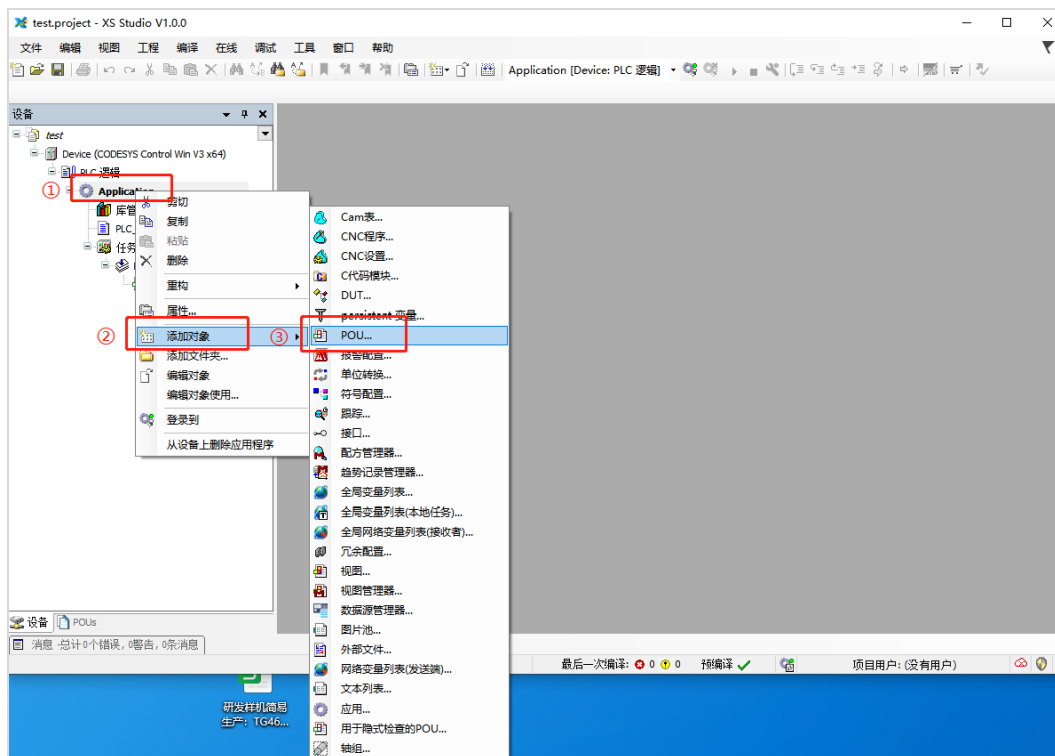 test.project - XS Studio V1.0.0
文件 编辑 视图 工程 编译 在线 调试 工具 窗口 帮助
Application [Device: PLC 逻辑]
设备
test
Device (CODESYS Control Win V3 x64)
PLC 逻辑
① Application
库管
PLC_
任务
剪切
复制
粘贴
删除
重构
属性...
② 添加对象
添加文件夹...
编辑对象
编辑对象使用...
登录到
从设备上删除应用程序
Cam表...
CNC程序...
CNC设置...
C代码模块...
DUT...
persistent 变量...
③ POU...
报警配置...
单位转换...
符号配置...
跟踪...
接口...
配方管理器...
趋势记录管理器...
全局变量列表...
全局变量列表(本地任务)...
全局网络变量列表(接收者)...
冗余配置...
视图...
视图管理器...
数据源管理器...
图片池...
外部文件...
网络变量列表(发送端)...
文本列表...
应用...
用于隐式检查的POU...
轴组...
设备 POUs
消息 -总计0个错误, 0警告, 0条消息
最后一次编译: 0 0 预编译 项目用户: (没有用户)
研发样机简易
生产：TG46...